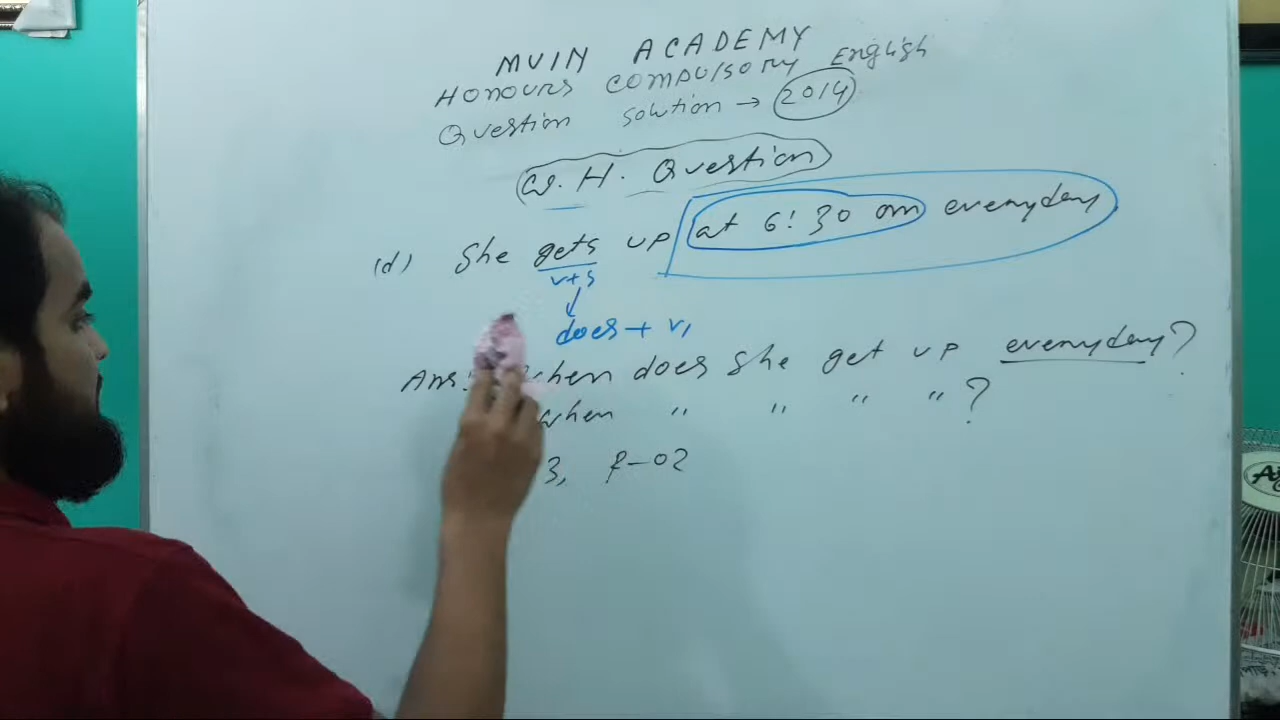 MUIN ACADEMY
HONOURS COMPULSORY English
Question Solution → 2014
W. H. Question
(d) She gets up at 6:30 am everyday
v+s
does + v1
Ans: When does she get up everyday?
When " " " " ?
3, R-02